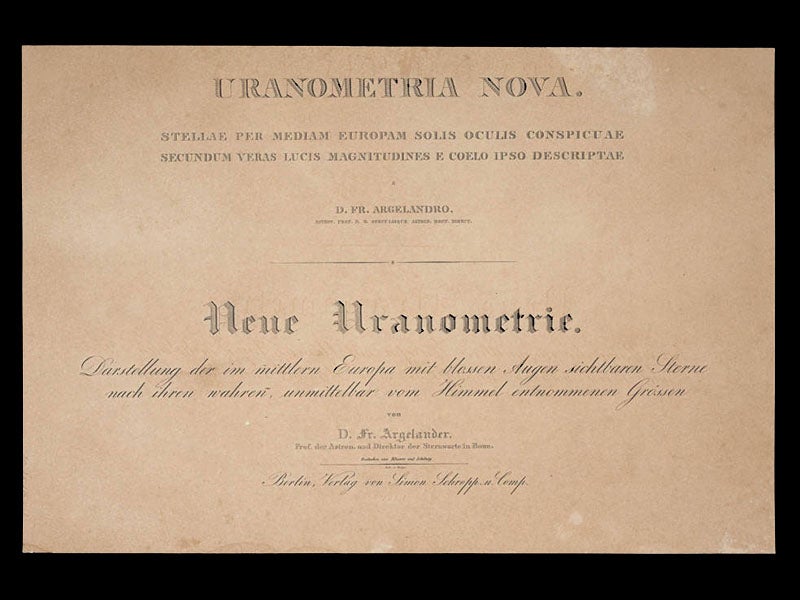 URANOMETRIA NOVA.
STELLAE PER MEDIAM EUROPAM SOLIS OCULIS CONSPICUAE
SECUNDUM VERAS LUCIS MAGNITUDINES E COELO IPSO DESCRIPTAE
A
D. FR. ARGELANDRO.
Neue Uranometrie.
Darstellung der im mittlern Europa mit blossen Augen sichtbaren Sterne
nach ihren wahren, unmittelbar vom Himmel entnommenen Grössen
von
D. Fr. Argelander.
Prof. der Astron. und Direktor der Sternwarte in Bonn.
Berlin, Verlag von Simon Schropp u. Comp.